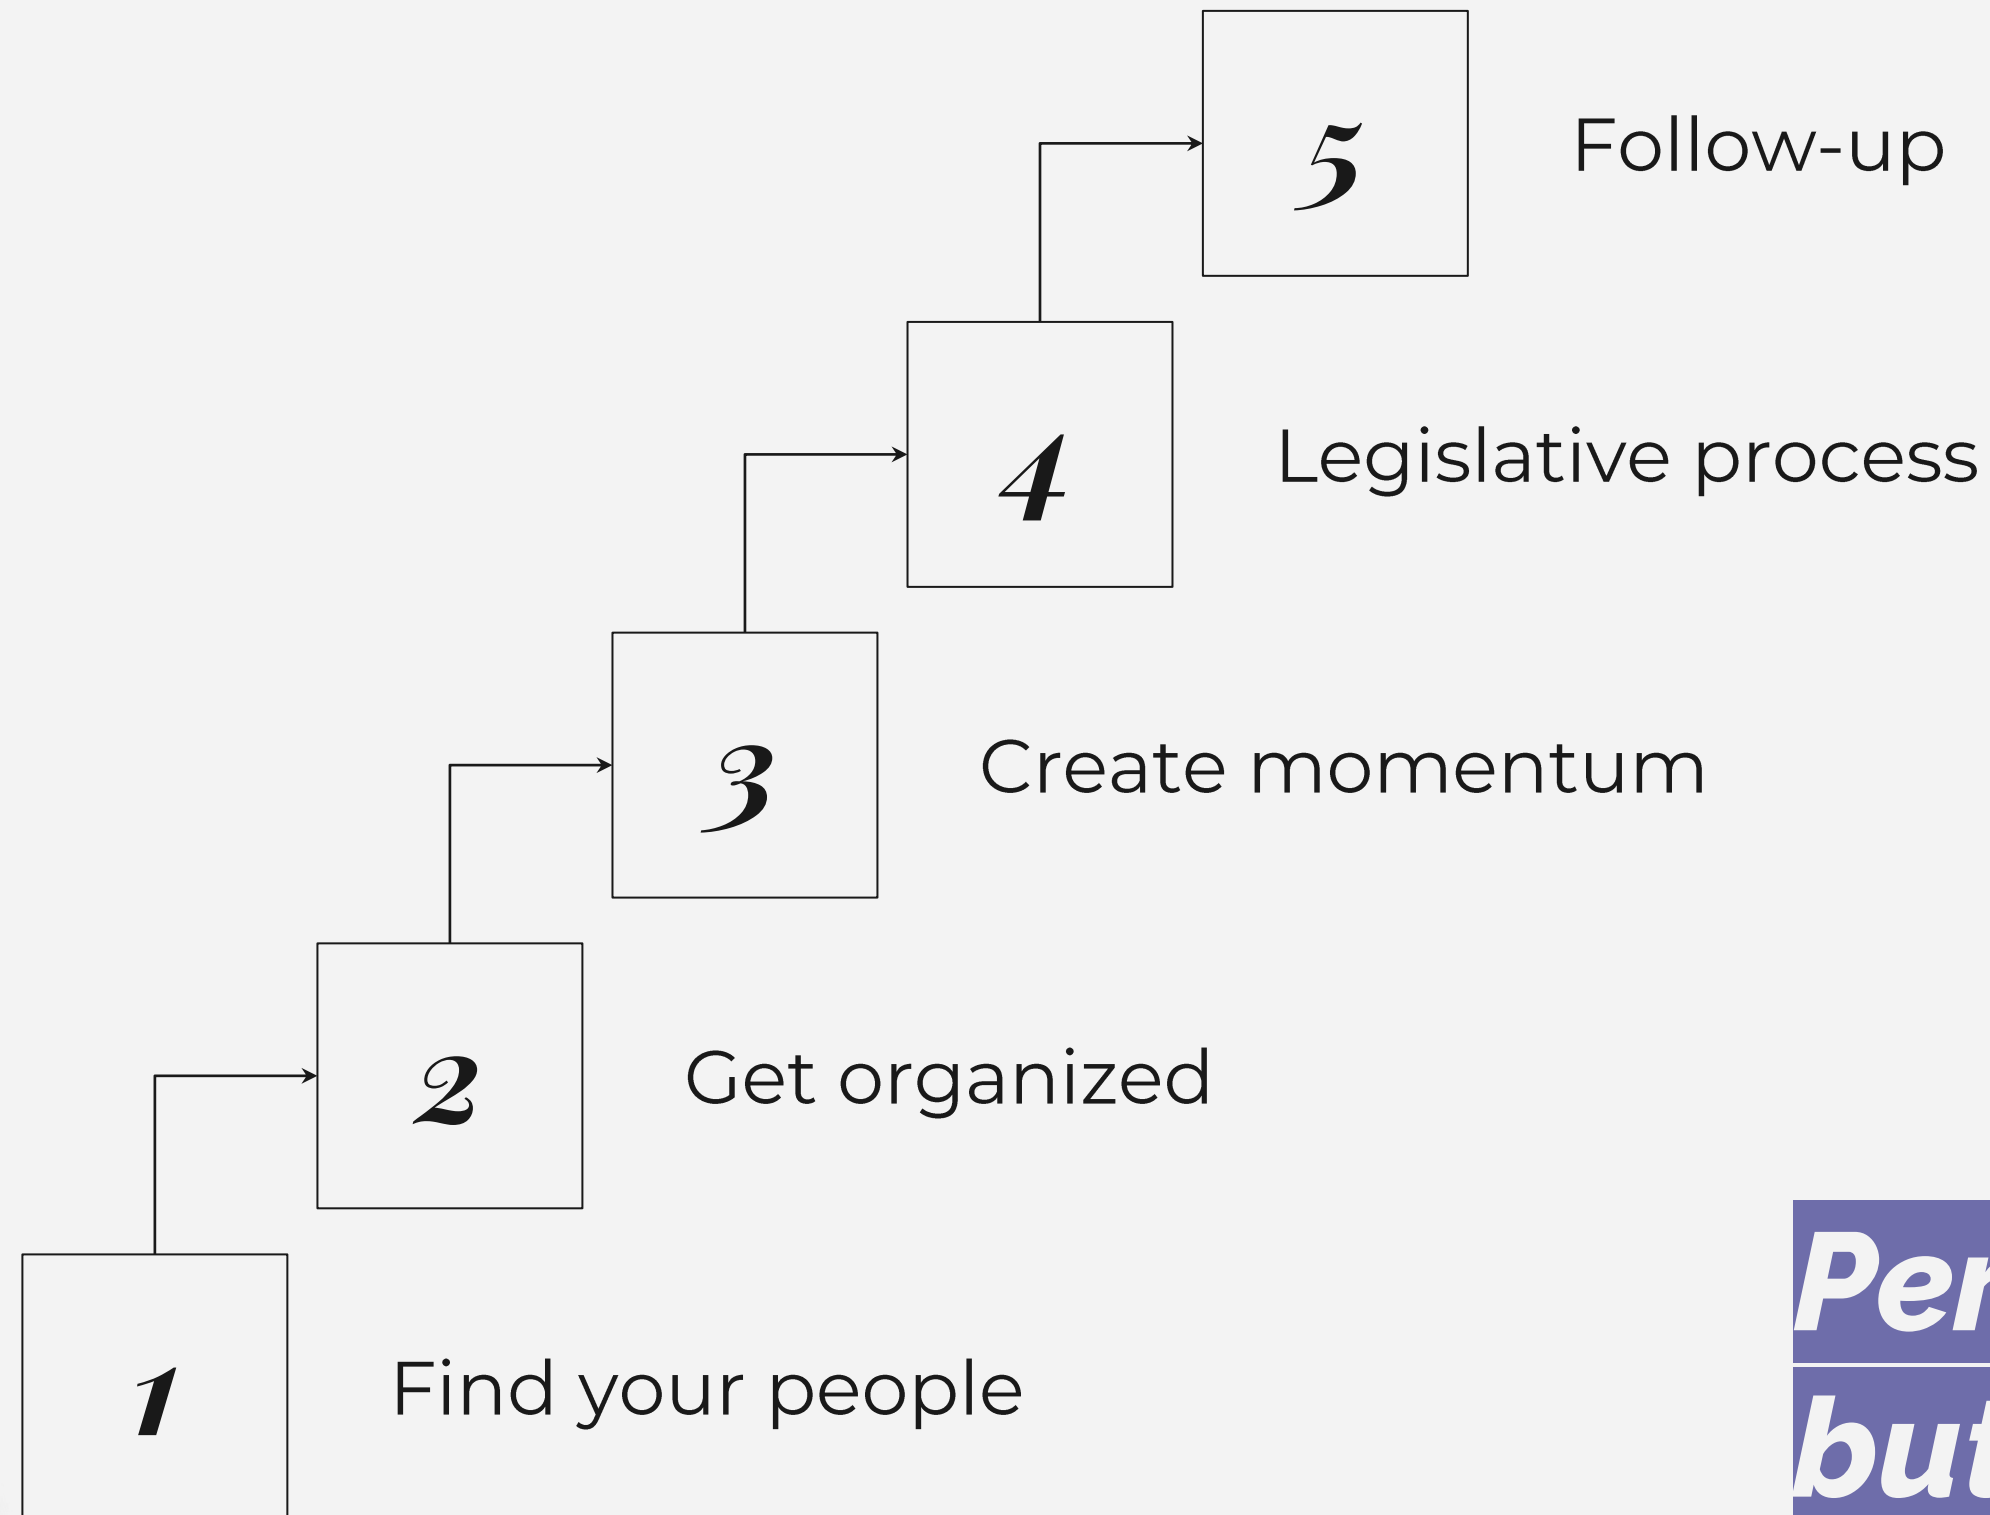 5 Follow-up
4 Legislative process
3 Create momentum
2 Get organized
1 Find your people